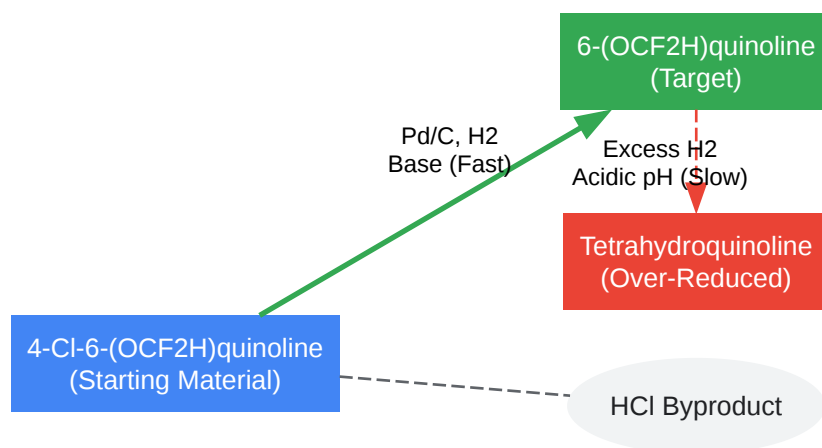 6-(OCF2H)quinoline
(Target)
Pd/C, H2
Base (Fast)
Excess H2
Acidic pH (Slow)
Tetrahydroquinoline
(Over-Reduced)
4-Cl-6-(OCF2H)quinoline
(Starting Material)
HCl Byproduct